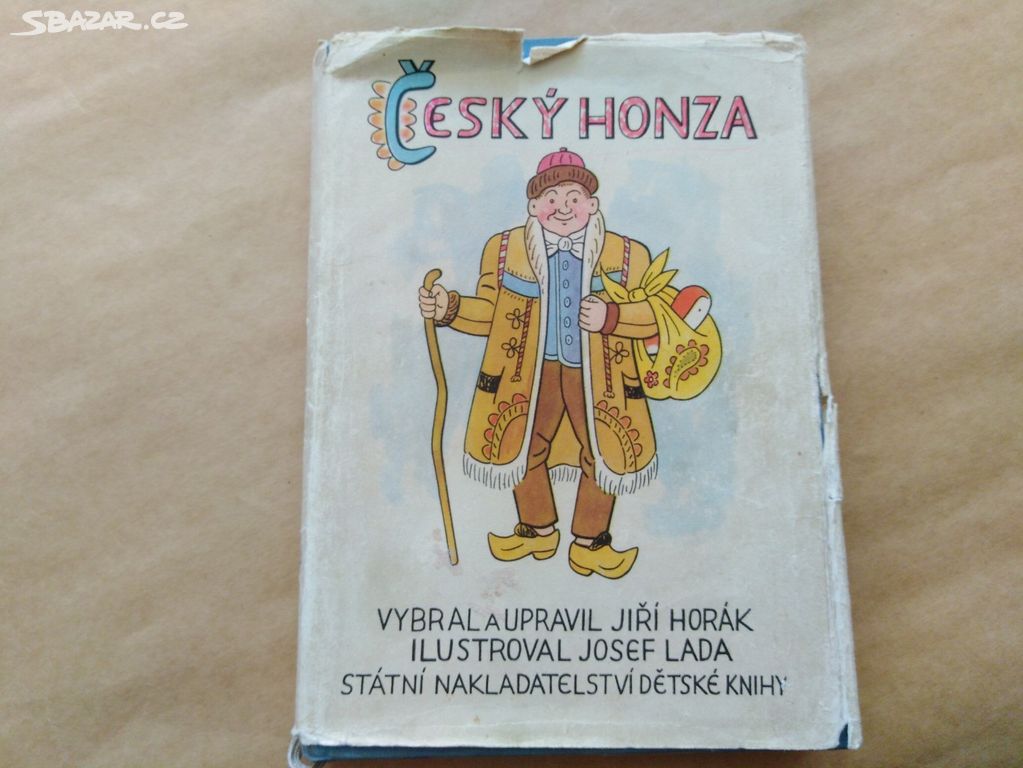 SBAZAR.CZ
ČESKÝ HONZA
VYBRAL A UPRAVIL JIŘÍ HORÁK
ILUSTROVAL JOSEF LADA
STÁTNÍ NAKLADATELSTVÍ DĚTSKÉ KNIHY